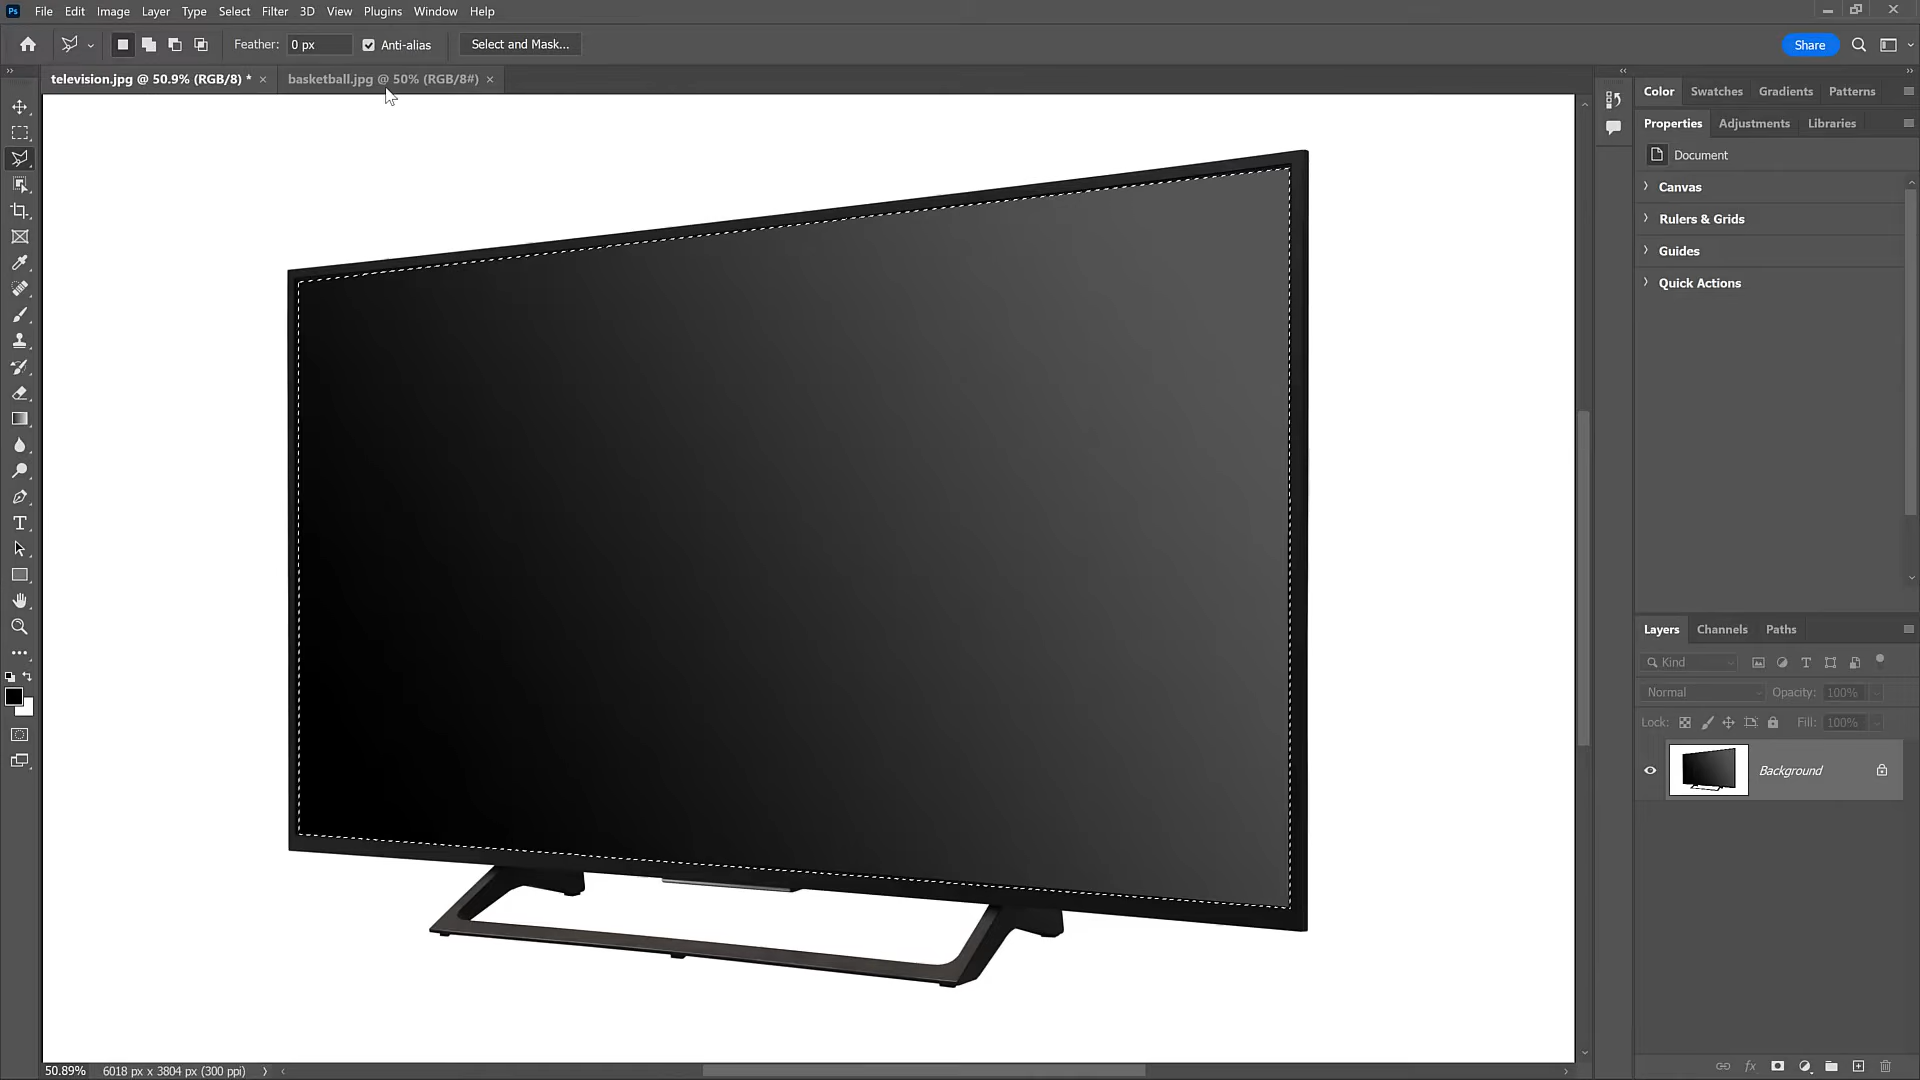 Ps File Edit Image Layer Type Select Filter 3D View Plugins Window Help
Feather: 0 px Anti-alias Select and Mask... Share
television.jpg @ 50.9% (RGB/8) * × basketball.jpg @ 50% (RGB/8#) ×
Color Swatches Gradients Patterns
Properties Adjustments Libraries
Document
Canvas
Rulers & Grids
Guides
Quick Actions
Layers Channels Paths
Kind
Normal Opacity: 100%
Lock: Fill: 100%
Background
fx
50.89% 6018 px x 3804 px (300 ppi)